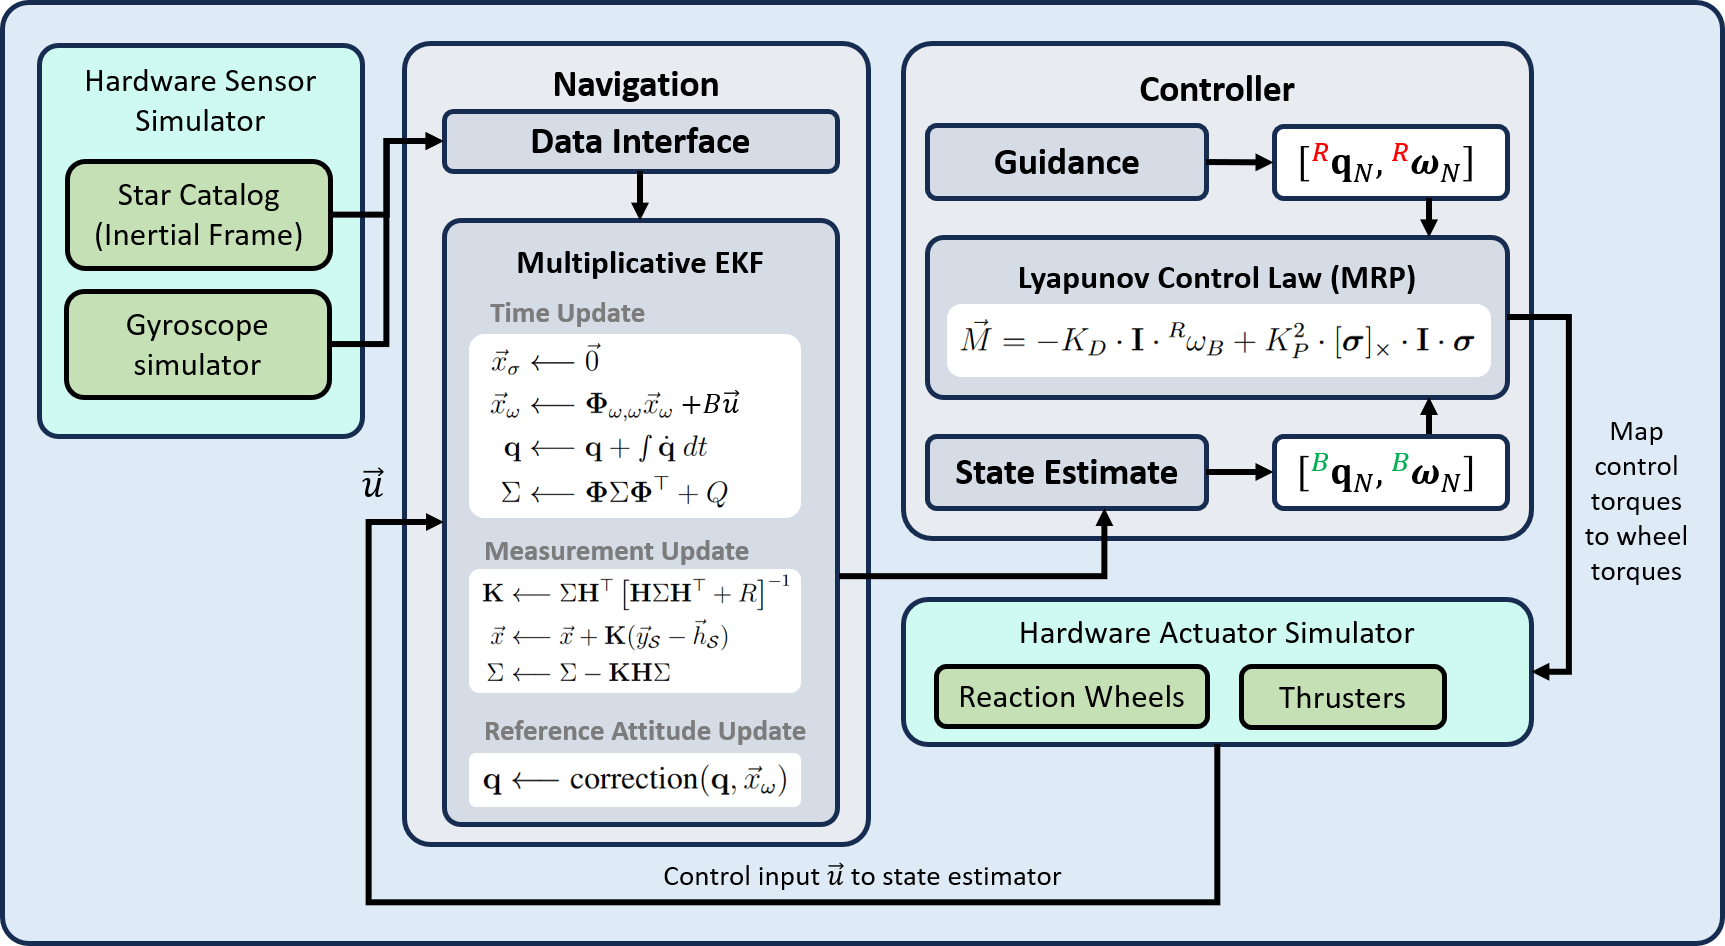 Hardware Sensor
Simulator
Star Catalog
(Inertial Frame)
Gyroscope
simulator
Navigation
Data Interface
Multiplicative EKF
Time Update
$\vec{x}_\sigma \longleftarrow \vec{0}$
$\vec{x}_\omega \longleftarrow \mathbf{\Phi}_{\omega,\omega}\vec{x}_\omega + B\vec{u}$
$\mathbf{q} \longleftarrow \mathbf{q} + \int \dot{\mathbf{q}}\, dt$
$\Sigma \longleftarrow \mathbf{\Phi}\Sigma\mathbf{\Phi}^\top + Q$
Measurement Update
$\mathbf{K} \longleftarrow \Sigma\mathbf{H}^\top \left[\mathbf{H}\Sigma\mathbf{H}^\top + R\right]^{-1}$
$\vec{x} \longleftarrow \vec{x} + \mathbf{K}(\vec{y}_\mathcal{S} - \vec{h}_\mathcal{S})$
$\Sigma \longleftarrow \Sigma - \mathbf{K}\mathbf{H}\Sigma$
Reference Attitude Update
$\mathbf{q} \longleftarrow \text{correction}(\mathbf{q}, \vec{x}_\omega)$
$\vec{u}$
Controller
Guidance
$[{}^R\mathbf{q}_N, {}^R\boldsymbol{\omega}_N]$
Lyapunov Control Law (MRP)
$\vec{M} = -K_D \cdot \mathbf{I} \cdot {}^R\omega_B + K_P^2 \cdot [\boldsymbol{\sigma}]_\times \cdot \mathbf{I} \cdot \boldsymbol{\sigma}$
State Estimate
$[{}^B\mathbf{q}_N, {}^B\boldsymbol{\omega}_N]$
Map
control
torques
to wheel
torques
Hardware Actuator Simulator
Reaction Wheels
Thrusters
Control input $\vec{u}$ to state estimator